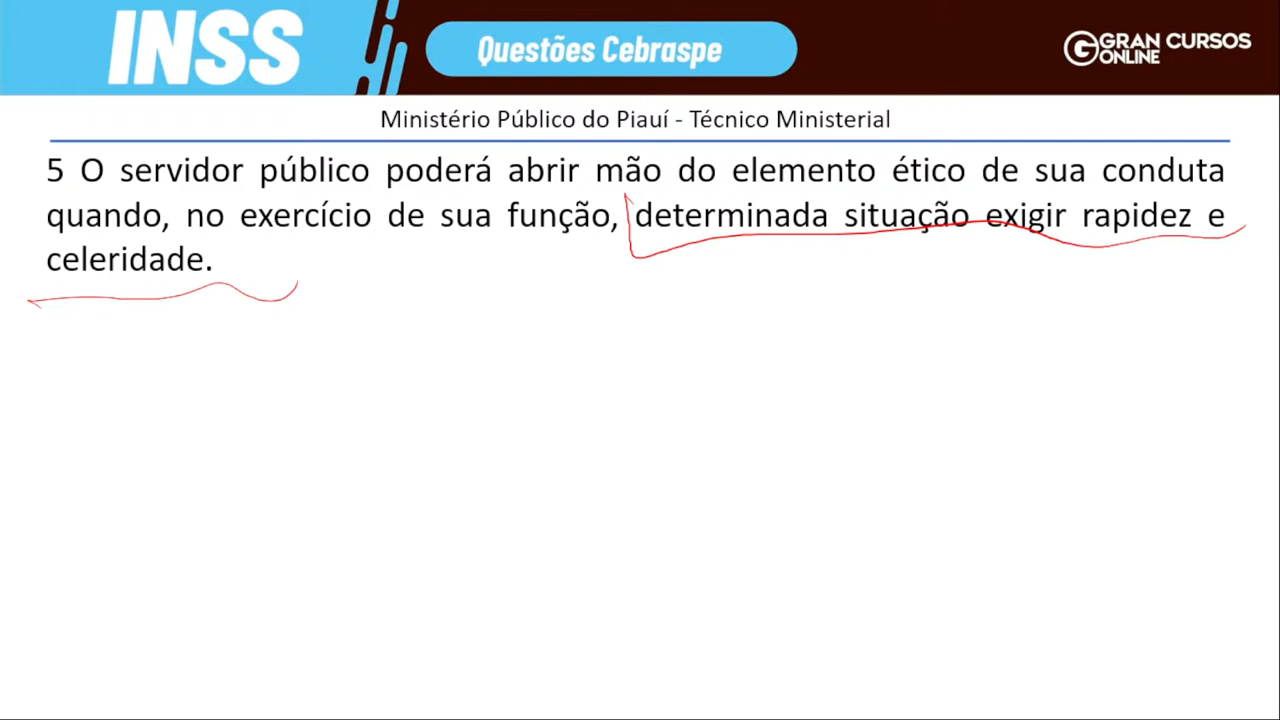 INSS
Questões Cebraspe
GRAN CURSOS
ONLINE
Ministério Público do Piauí - Técnico Ministerial
5 O servidor público poderá abrir mão do elemento ético de sua conduta
quando, no exercício de sua função, determinada situação exigir rapidez e
celeridade.